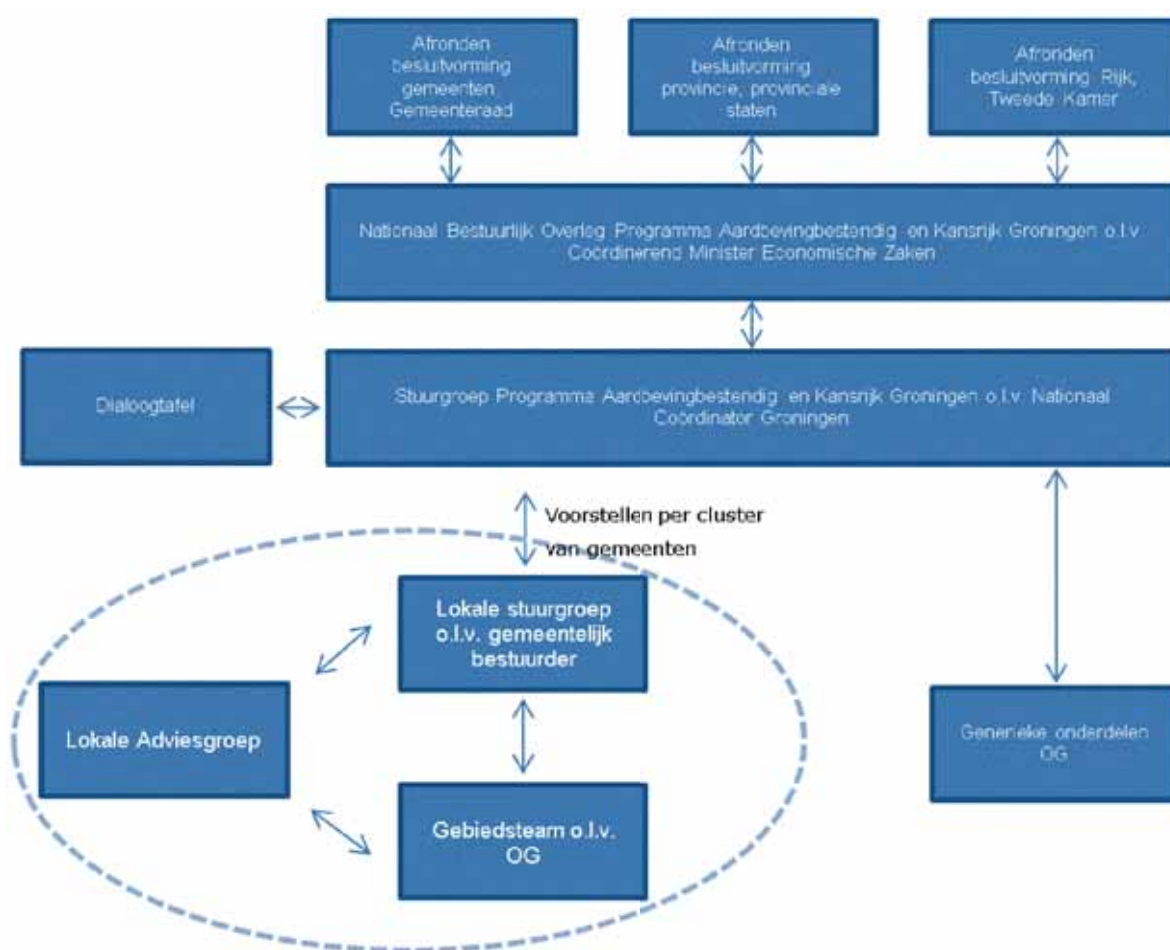 Afronden
besluitvorming
gemeenten
Gemeenteraad
Afronden
besluitvorming
provincie, provinciale
staten
Afronden
besluitvorming Rijk,
Tweede Kamer
Nationaal Bestuurlijk Overleg Programma Aardbevingbestendig en Kansrijk Groningen o.l.v.
Coördinerend Minister Economische Zaken
Dialoogtafel
Stuurgroep Programma Aardbevingbestendig en Kansrijk Groningen o.l.v. Nationaal
Coördinator Groningen
Voorstellen per cluster
van gemeenten
Lokale stuurgroep
o.l.v. gemeentelijk
bestuurder
Lokale Adviesgroep
Generieke onderdelen
OG
Gebiedsteam o.l.v.
OG